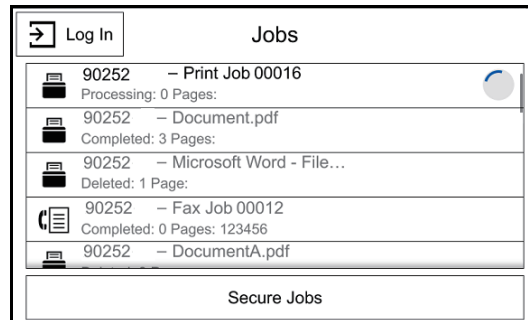 Log In
Jobs
90252 – Print Job 00016
Processing: 0 Pages:
90252 – Document.pdf
Completed: 3 Pages:
90252 – Microsoft Word - File…
Deleted: 1 Page:
90252 – Fax Job 00012
Completed: 0 Pages: 123456
90252 – DocumentA.pdf
Secure Jobs